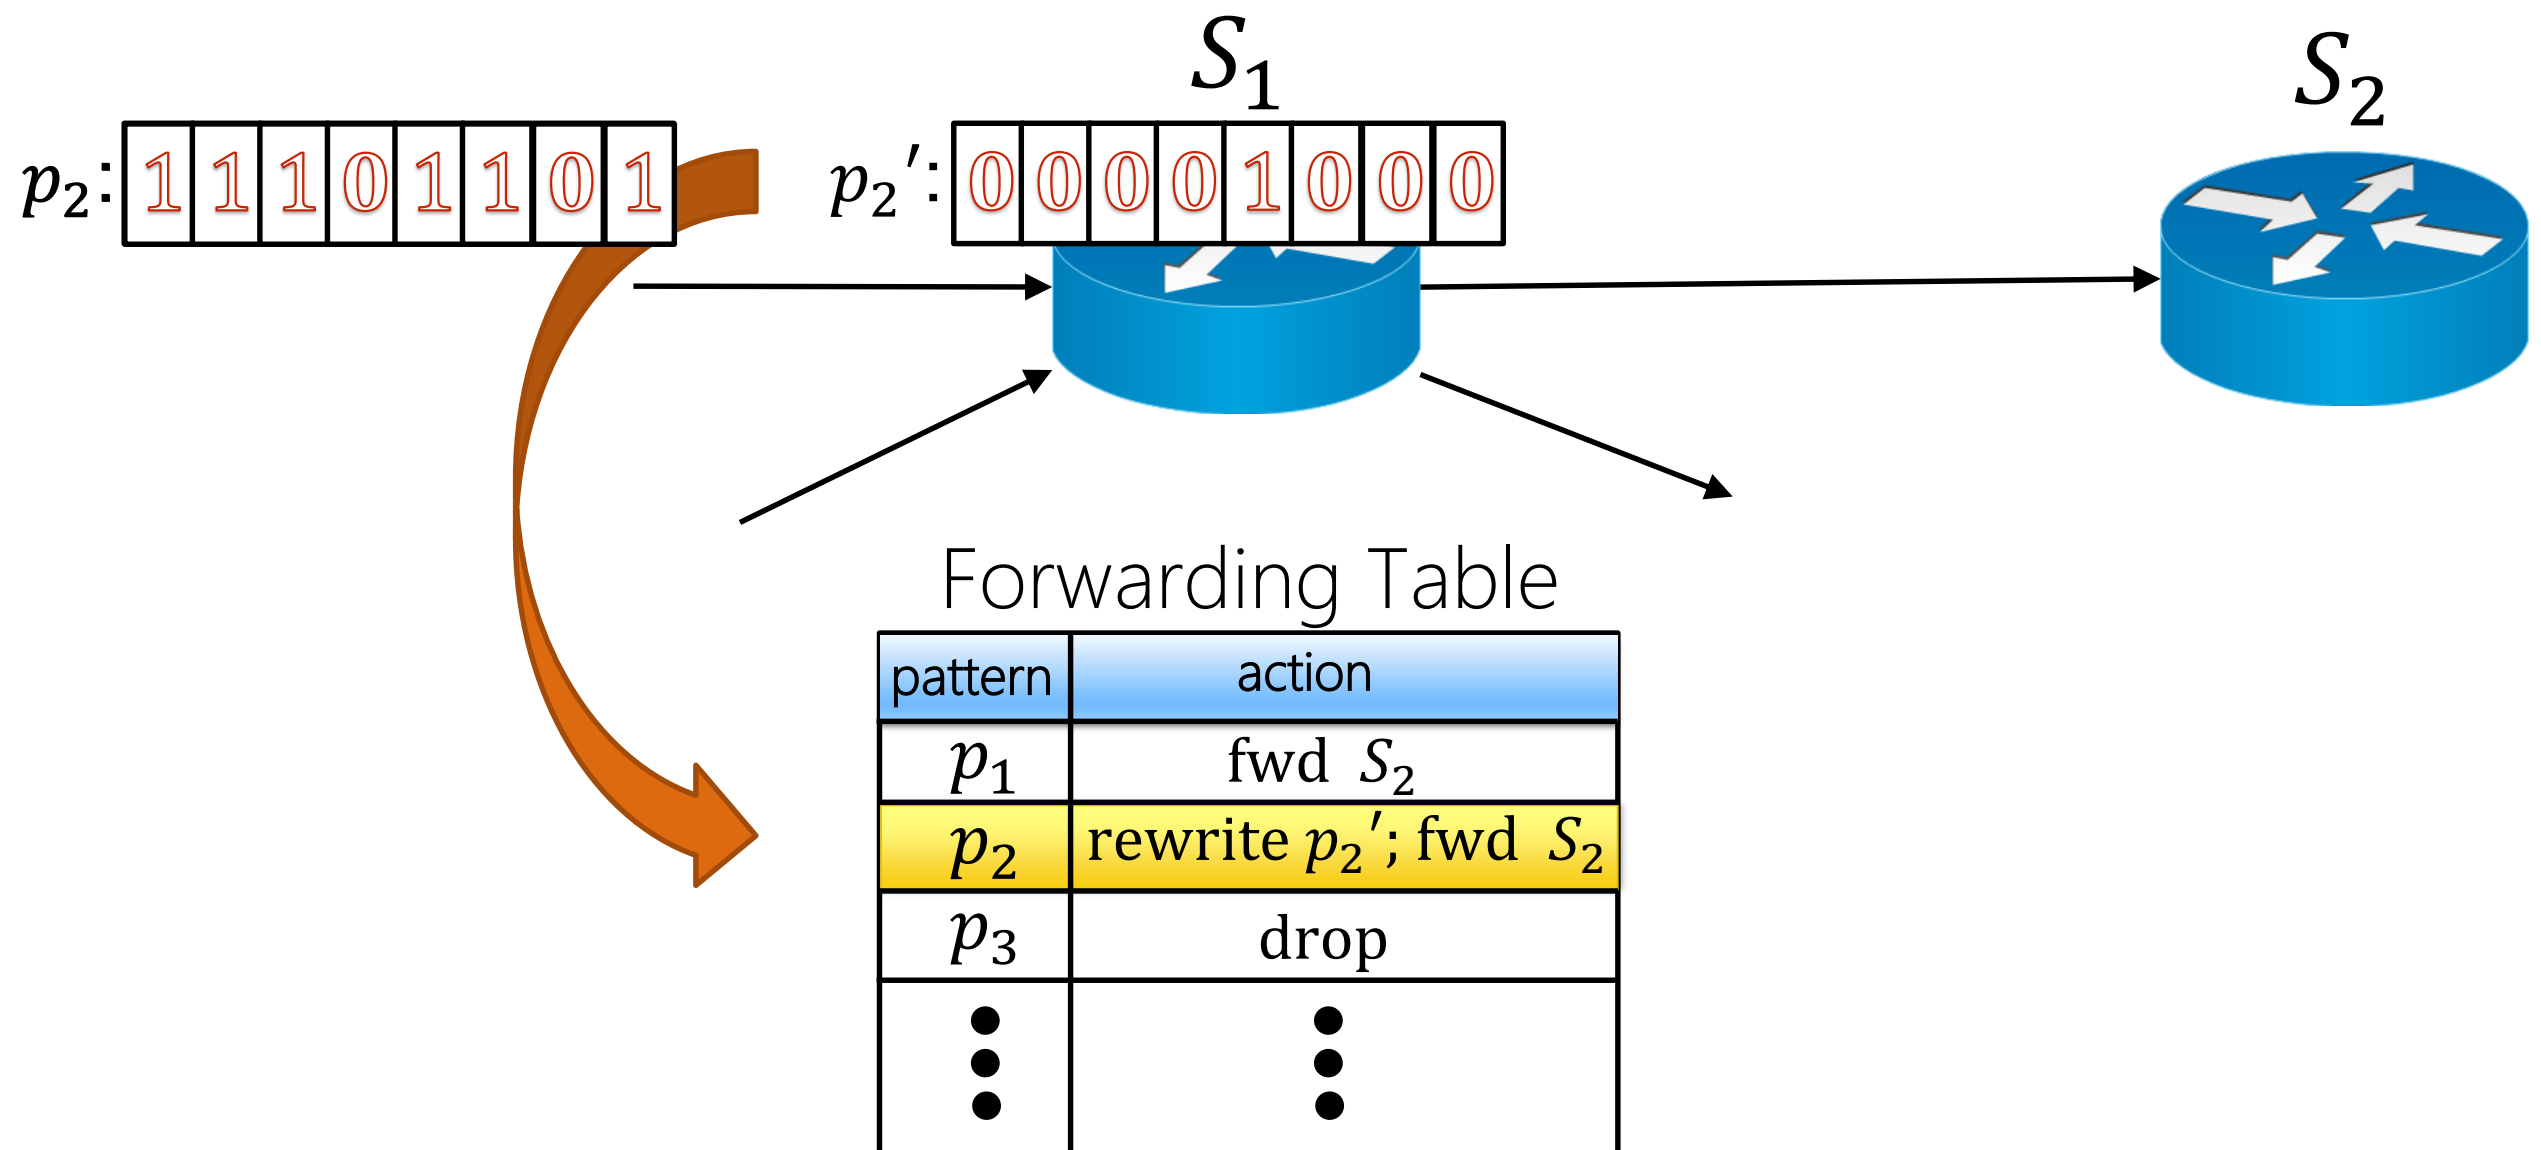 S₁
S₂
p₂: 1 1 1 0 1 1 0 1
p₂′: 0 0 0 0 1 0 0 0
Forwarding Table
pattern action
p₁ fwd S₂
p₂ rewrite p₂′; fwd S₂
p₃ drop